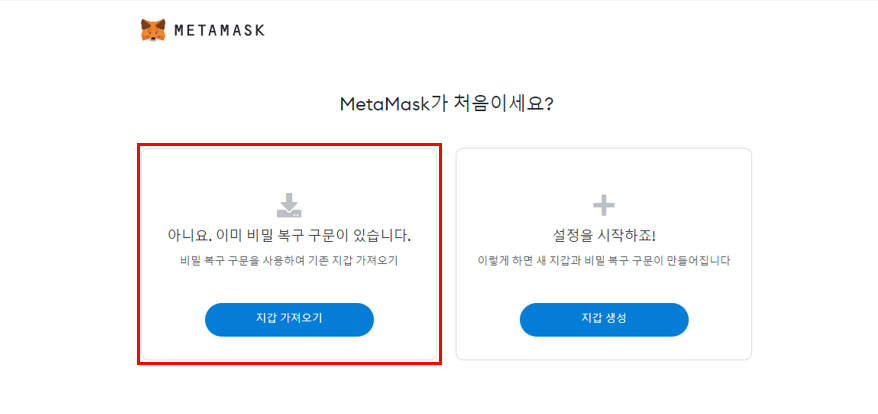 METAMASK
MetaMask가 처음이세요?
아니요. 이미 비밀 복구 구문이 있습니다.
비밀 복구 구문을 사용하여 기존 지갑 가져오기
지갑 가져오기
설정을 시작하죠!
이렇게 하면 새 지갑과 비밀 복구 구문이 만들어집니다
지갑 생성